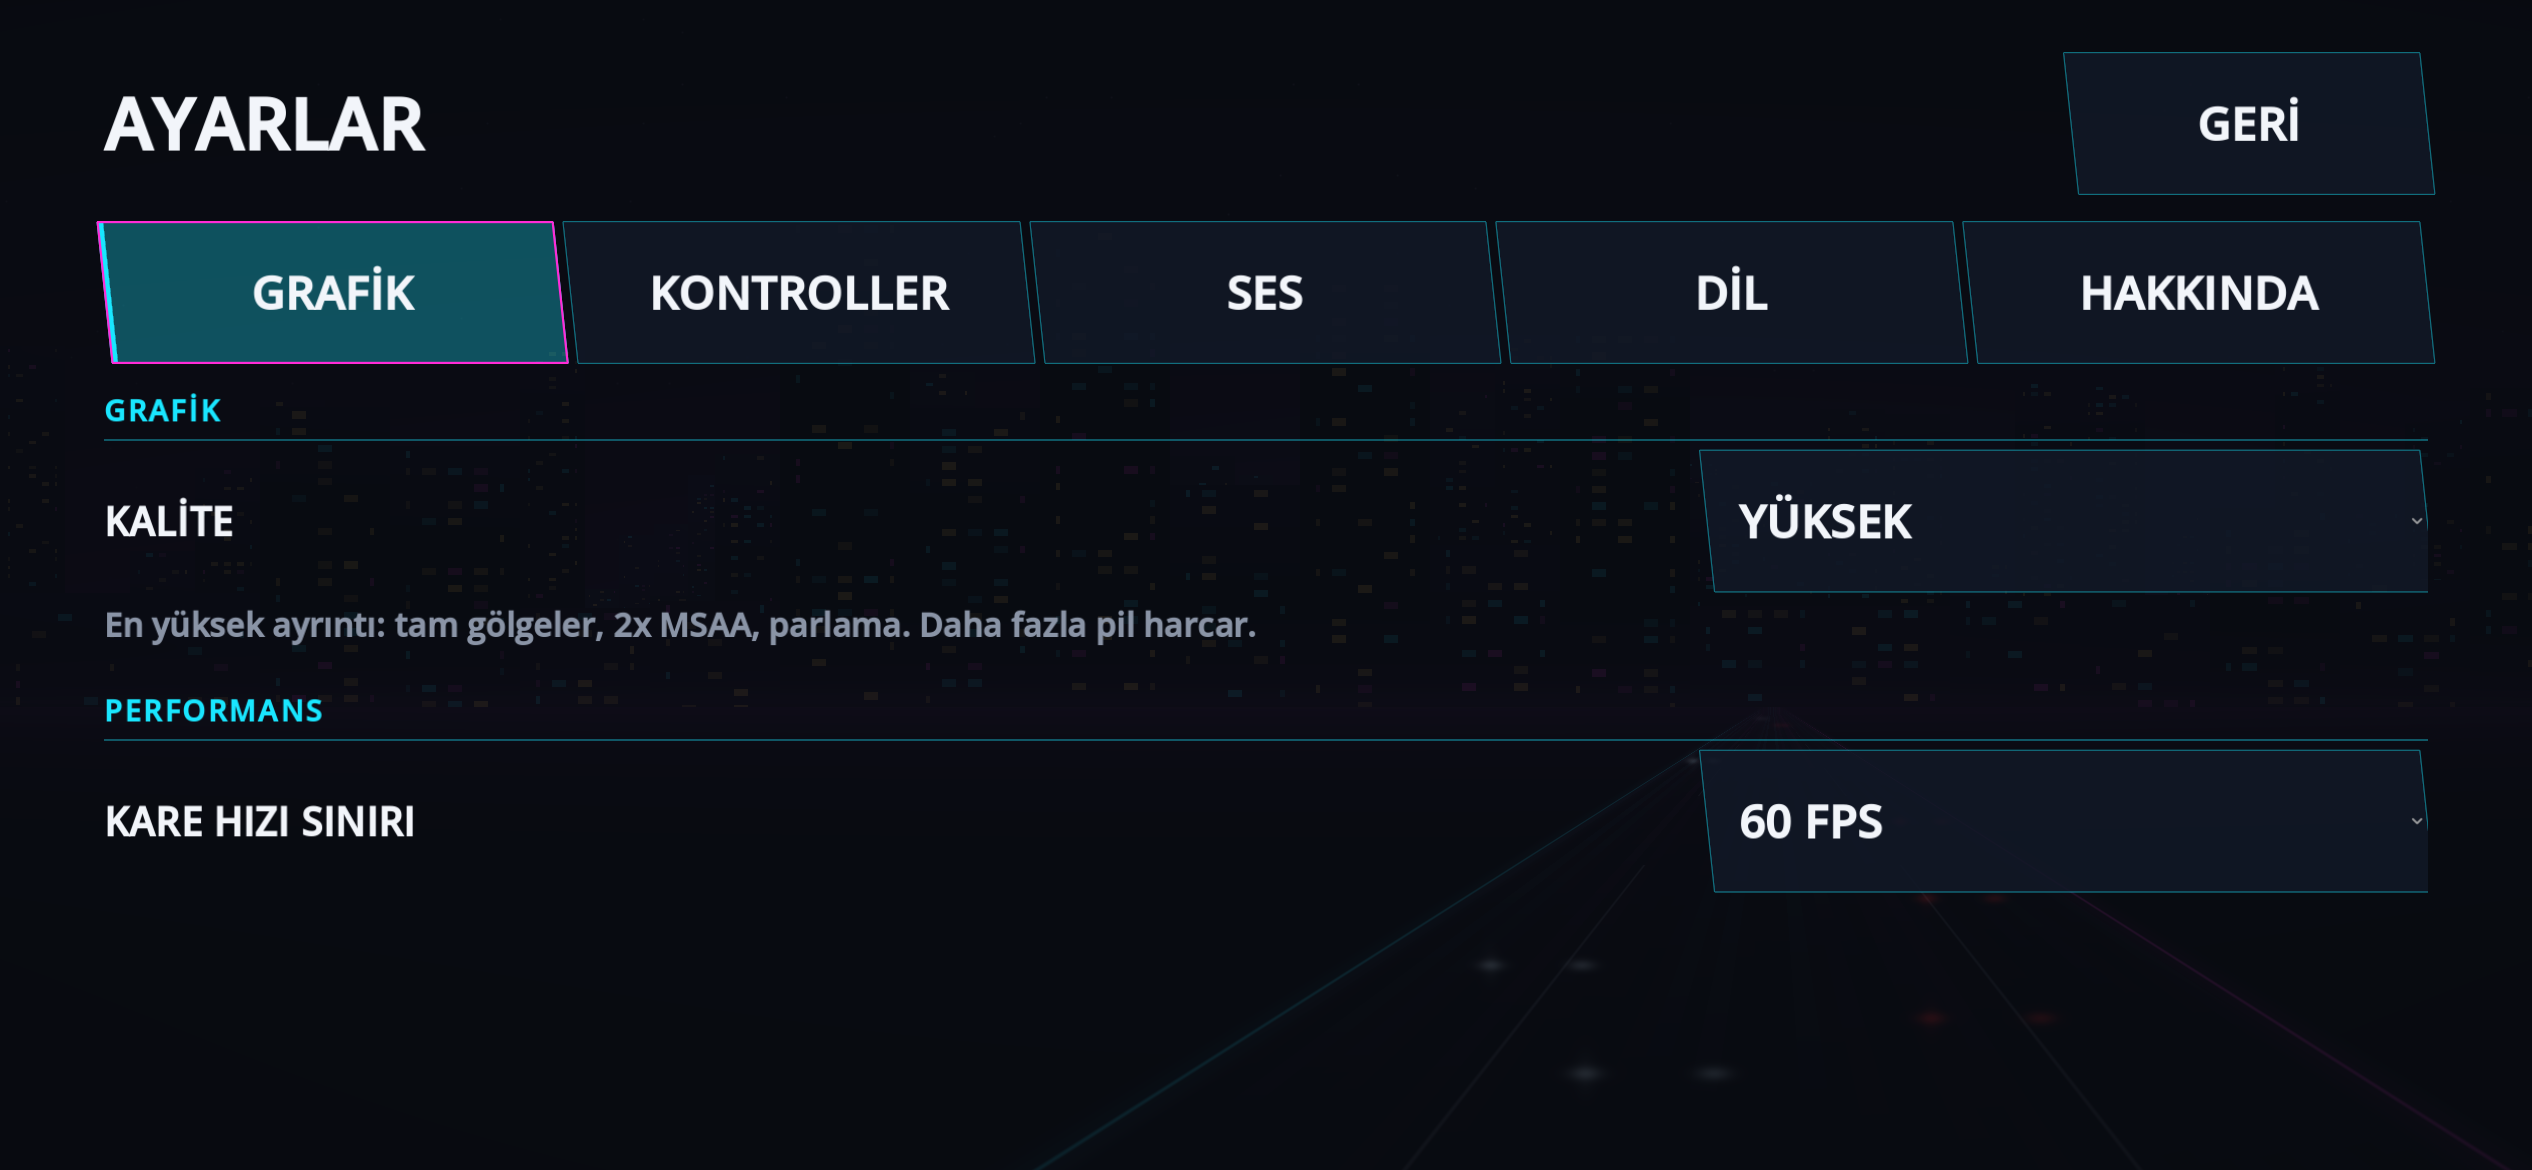 AYARLAR
GERİ
GRAFİK
KONTROLLER
SES
DİL
HAKKINDA
GRAFİK
KALİTE
YÜKSEK
En yüksek ayrıntı: tam gölgeler, 2x MSAA, parlama. Daha fazla pil harcar.
PERFORMANS
KARE HIZI SINIRI
60 FPS